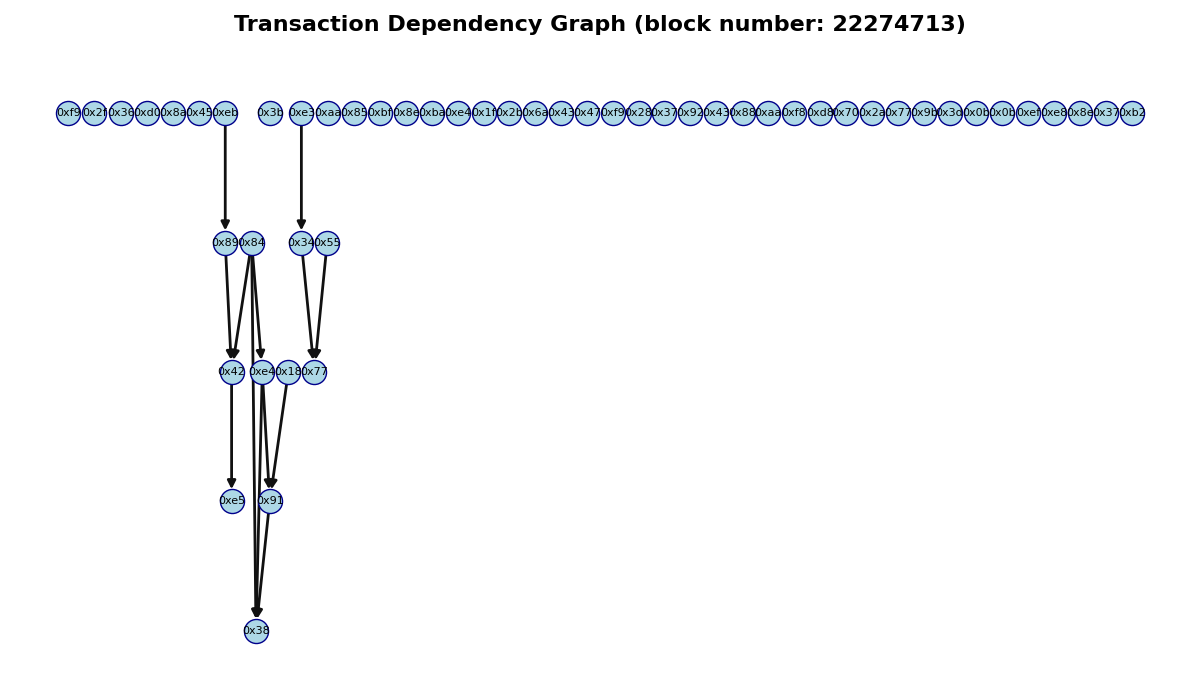 Transaction Dependency Graph (block number: 22274713)
0xf9 0x2f 0x36 0xd0 0x8a 0x45 0xeb 0x3b 0xe3 0xaa 0x85 0xbf 0x8e 0xba 0xe4 0x1f 0x2b 0x6a 0x43 0x47 0xf9 0x28 0x37 0x92 0x43 0x88 0xaa 0xf8 0xd8 0x70 0x2a 0x77 0x9b 0x3d 0x0b 0x0b 0xef 0xe8 0x8e 0x37 0xb2
0x89 0x84 0x34 0x55
0x42 0xe4 0x18 0x77
0xe5 0x91
0x38